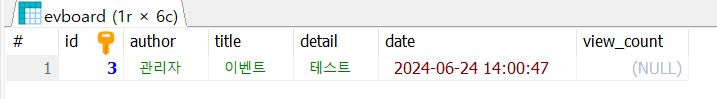 evboard (1r × 6c)
# id author title detail date view_count
1 3 관리자 이벤트 테스트 2024-06-24 14:00:47 (NULL)